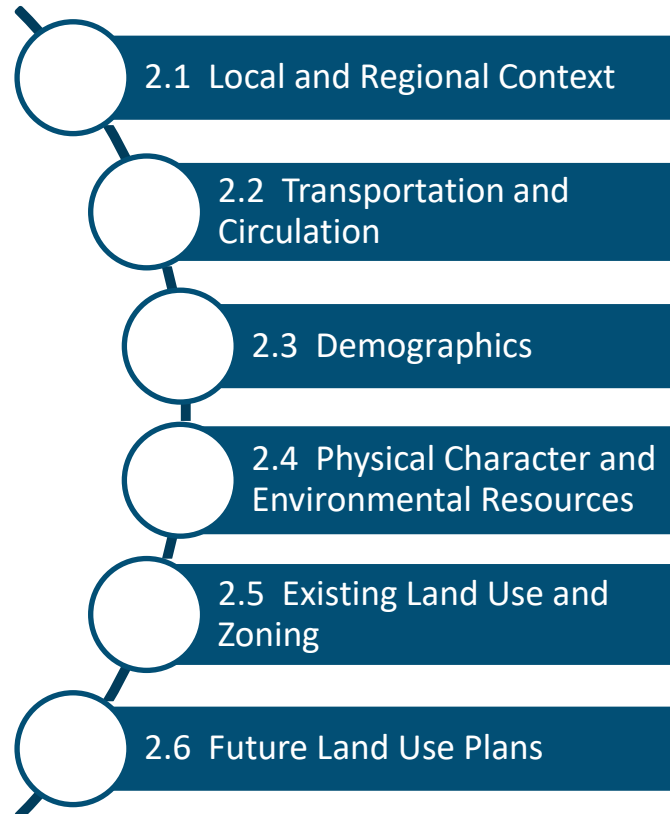 2.1 Local and Regional Context
2.2 Transportation and
Circulation
2.3 Demographics
2.4 Physical Character and
Environmental Resources
2.5 Existing Land Use and
Zoning
2.6 Future Land Use Plans